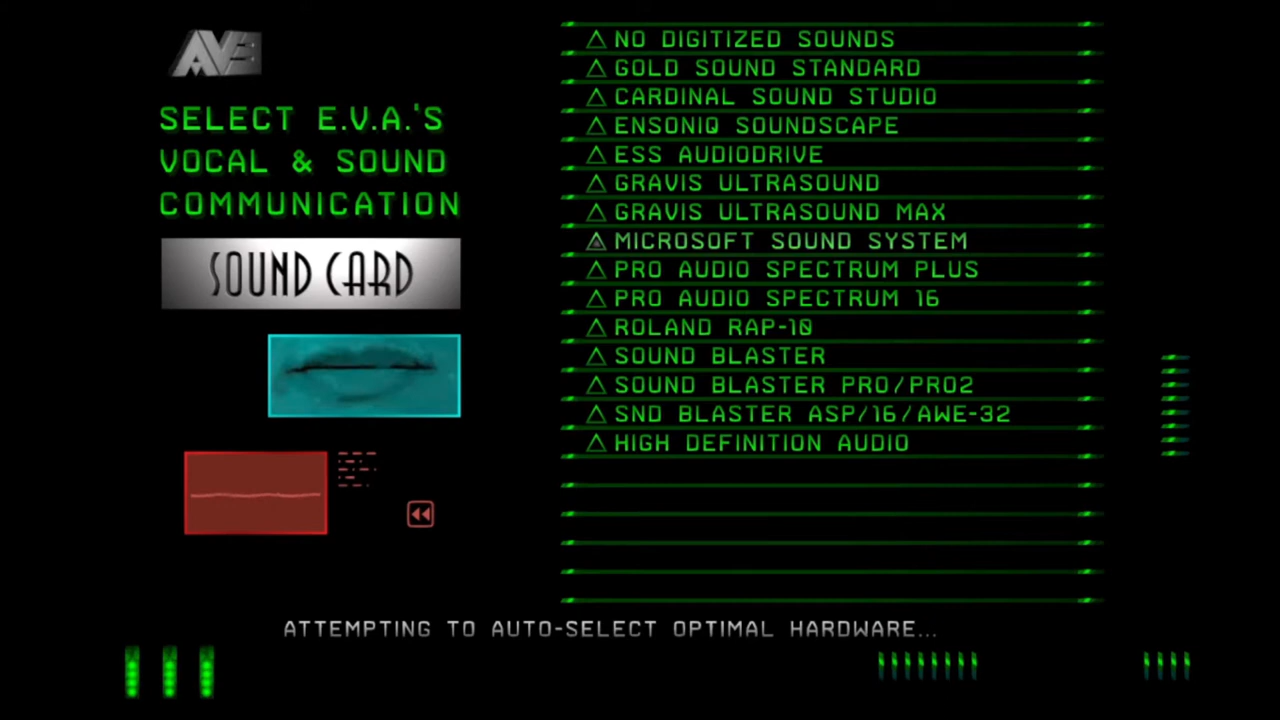 SELECT E.V.A.'S
VOCAL & SOUND
COMMUNICATION
SOUND CARD
NO DIGITIZED SOUNDS
GOLD SOUND STANDARD
CARDINAL SOUND STUDIO
ENSONIQ SOUNDSCAPE
ESS AUDIODRIVE
GRAVIS ULTRASOUND
GRAVIS ULTRASOUND MAX
MICROSOFT SOUND SYSTEM
PRO AUDIO SPECTRUM PLUS
PRO AUDIO SPECTRUM 16
ROLAND RAP-10
SOUND BLASTER
SOUND BLASTER PRO/PRO2
SND BLASTER ASP/16/AWE-32
HIGH DEFINITION AUDIO
ATTEMPTING TO AUTO-SELECT OPTIMAL HARDWARE...